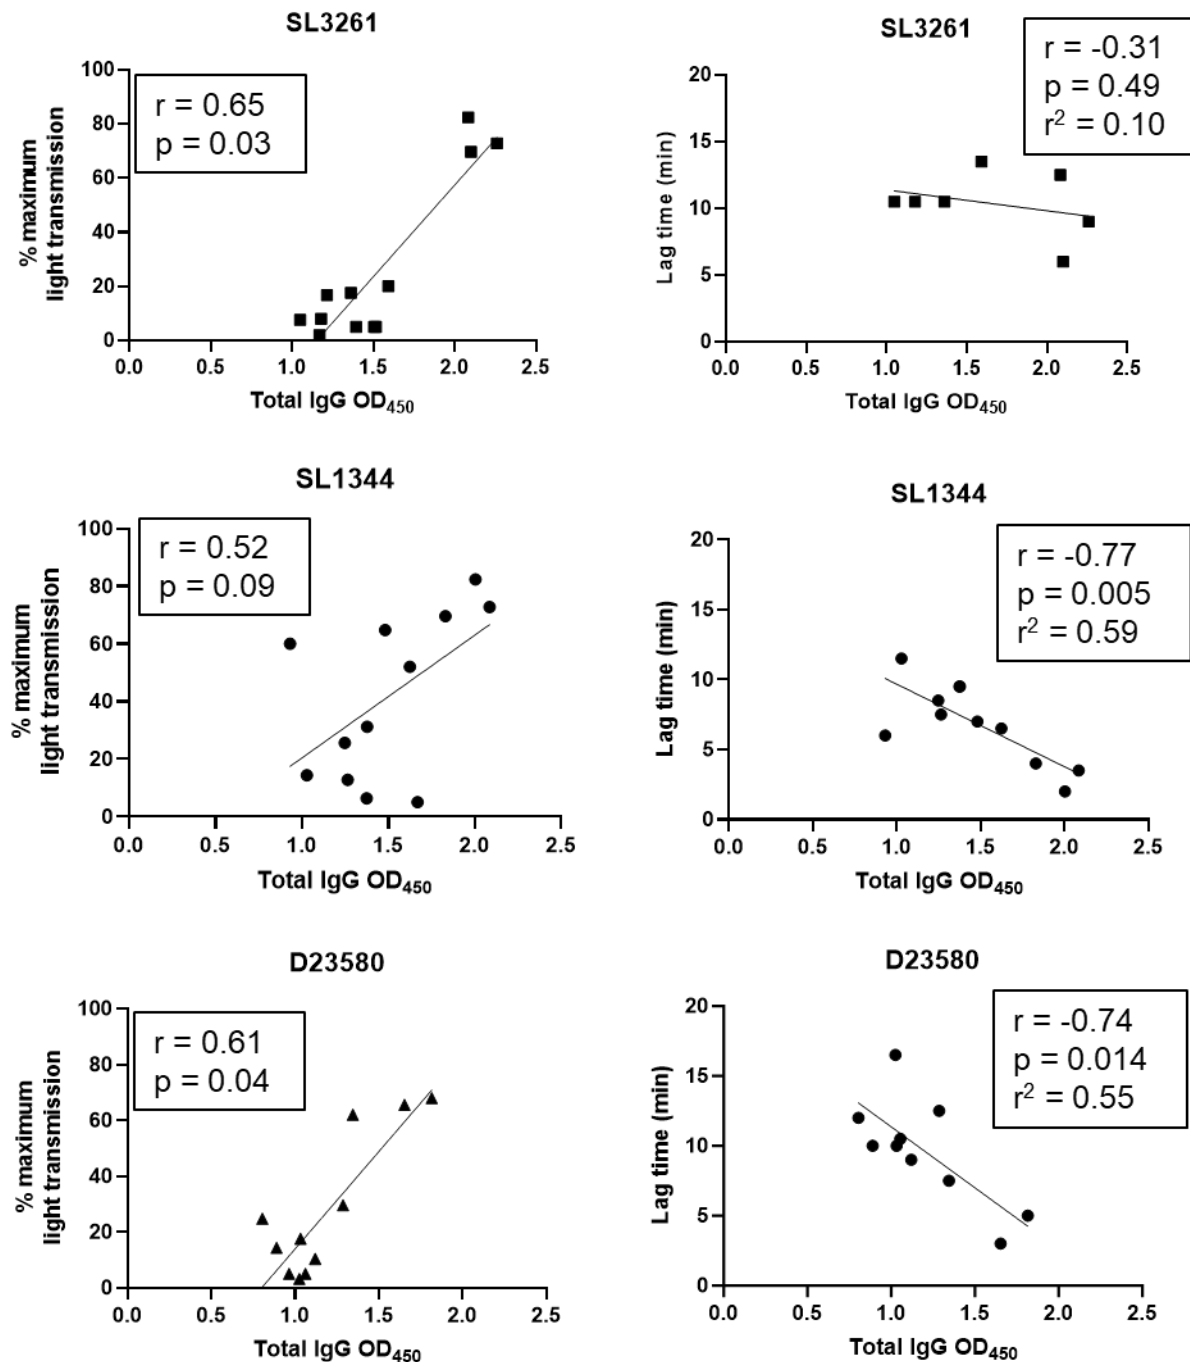 SL3261
% maximum
light transmission
100
80
60
40
20
0
r = 0.65
p = 0.03
0.0 0.5 1.0 1.5 2.0 2.5
Total IgG OD450
SL3261
Lag time (min)
20
15
10
5
0
r = -0.31
p = 0.49
r² = 0.10
0.0 0.5 1.0 1.5 2.0 2.5
Total IgG OD450
SL1344
% maximum
light transmission
100
80
60
40
20
0
r = 0.52
p = 0.09
0.0 0.5 1.0 1.5 2.0 2.5
Total IgG OD450
SL1344
Lag time (min)
20
15
10
5
0
r = -0.77
p = 0.005
r² = 0.59
0.0 0.5 1.0 1.5 2.0 2.5
Total IgG OD450
D23580
% maximum
light transmission
100
80
60
40
20
0
r = 0.61
p = 0.04
0.0 0.5 1.0 1.5 2.0 2.5
Total IgG OD450
D23580
Lag time (min)
20
15
10
5
0
r = -0.74
p = 0.014
r² = 0.55
0.0 0.5 1.0 1.5 2.0 2.5
Total IgG OD450